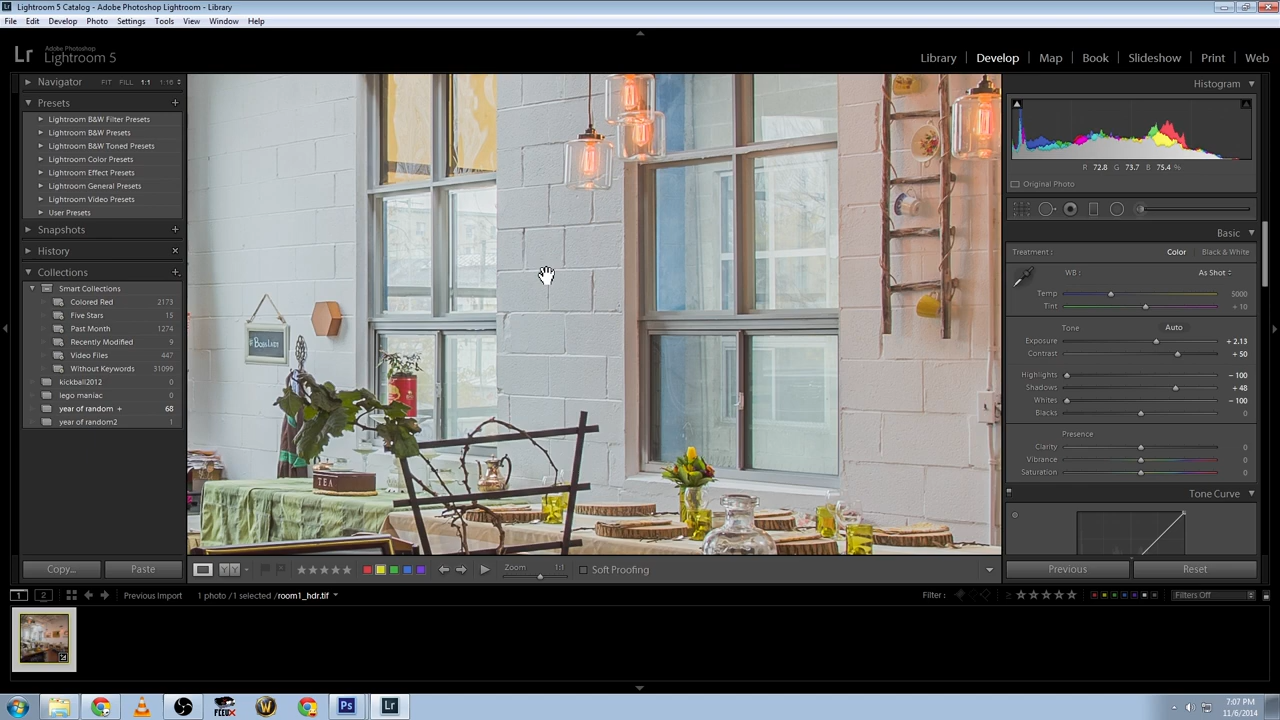 Lightroom 5 Catalog - Adobe Photoshop Lightroom - Library
File Edit Develop Photo Settings Tools View Window Help
Lr Adobe Photoshop
Lightroom 5
Library | Develop | Map | Book | Slideshow | Print | Web
Navigator FIT FILL 1:1 1:16
Presets
Lightroom B&W Filter Presets
Lightroom B&W Presets
Lightroom B&W Toned Presets
Lightroom Color Presets
Lightroom Effect Presets
Lightroom General Presets
Lightroom Video Presets
User Presets
Snapshots
History
Collections
Smart Collections
Colored Red 2173
Five Stars 15
Past Month 1274
Recently Modified 9
Video Files 447
Without Keywords 31099
kickball2012 0
lego maniac 0
year of random + 68
year of random2 1
Copy... Paste
TEA
Histogram
R 72.8 G 73.7 B 75.4 %
Original Photo
Basic
Treatment : Color | Black & White
WB : As Shot
Temp 5000
Tint + 10
Tone Auto
Exposure + 2.13
Contrast + 50
Highlights − 100
Shadows + 48
Whites − 100
Blacks 0
Presence
Clarity 0
Vibrance 0
Saturation 0
Tone Curve
Previous Reset
Zoom 1:1 Soft Proofing
1 2 Previous Import 1 photo /1 selected /room1_hdr.tif Filter : Filters Off
Ps Lr
7:07 PM
11/6/2014